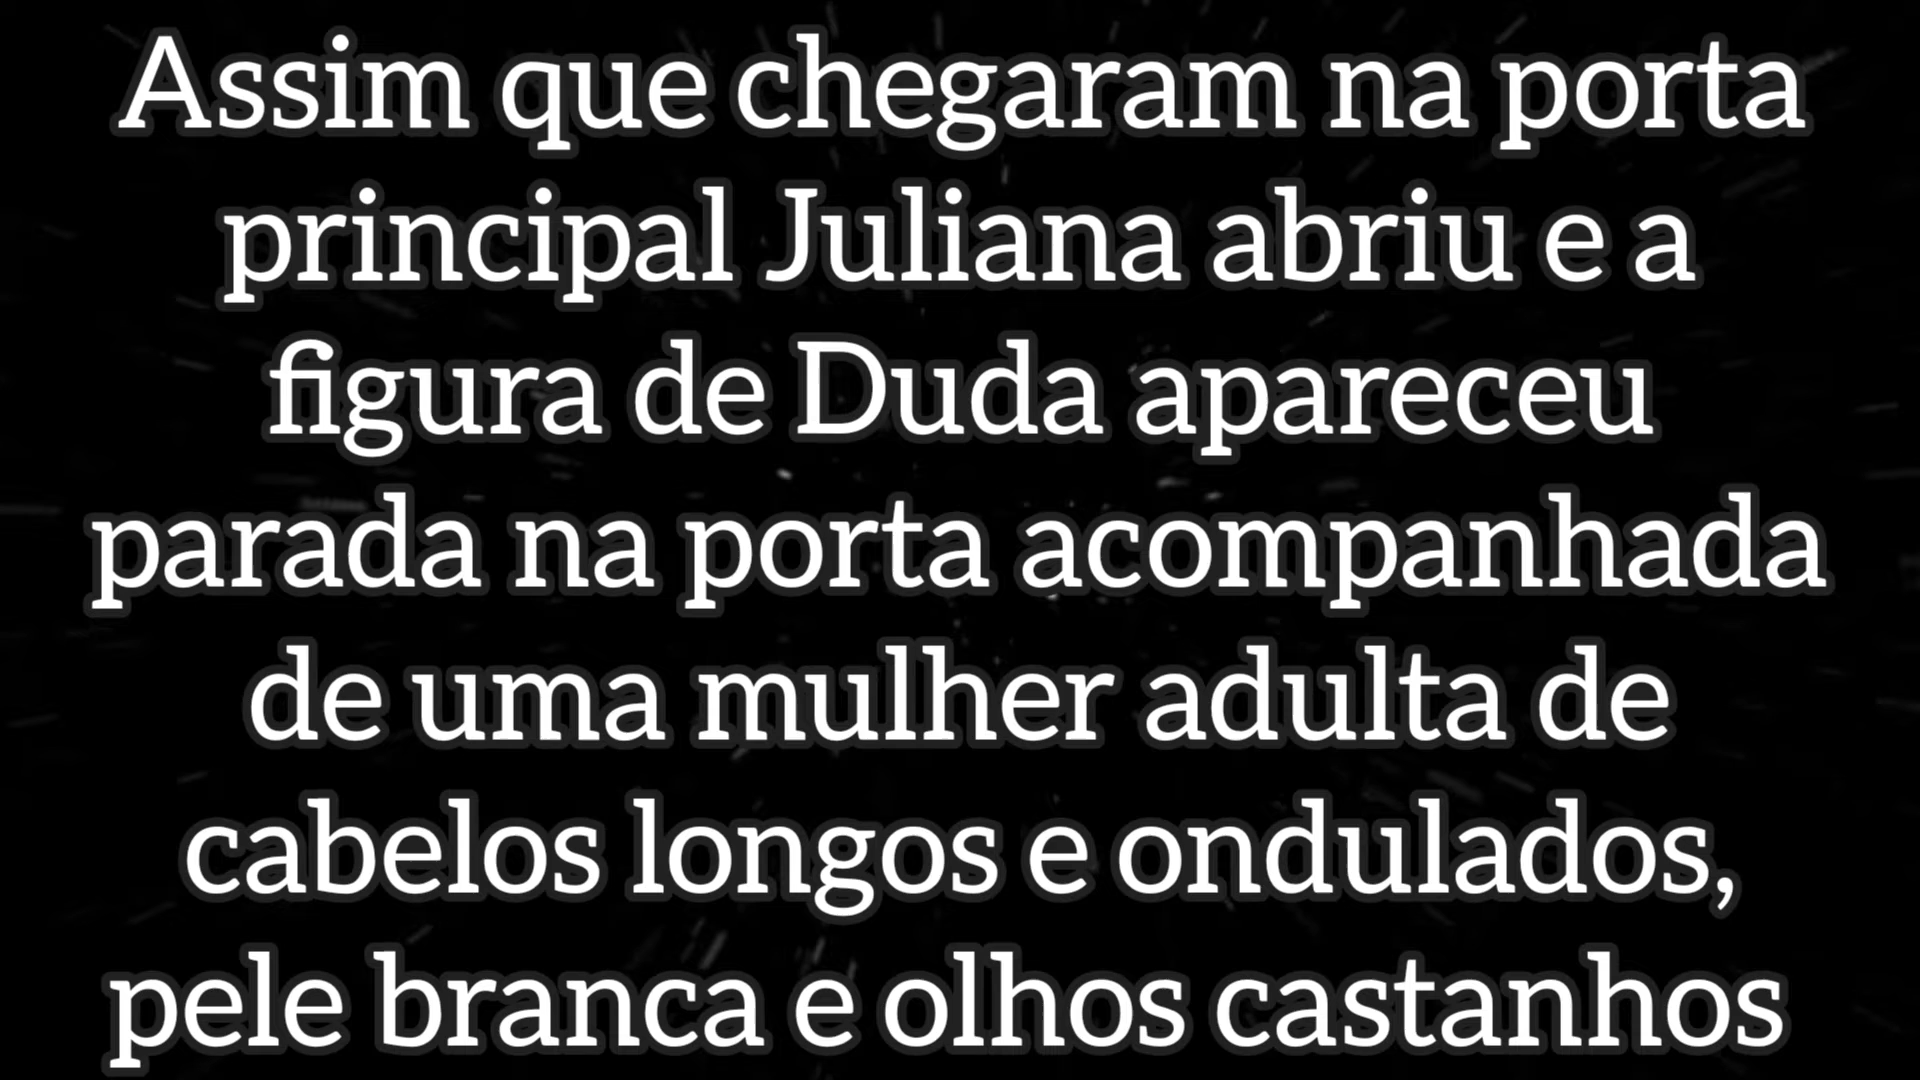 Assim que chegaram na porta
principal Juliana abriu e a
figura de Duda apareceu
parada na porta acompanhada
de uma mulher adulta de
cabelos longos e ondulados,
pele branca e olhos castanhos